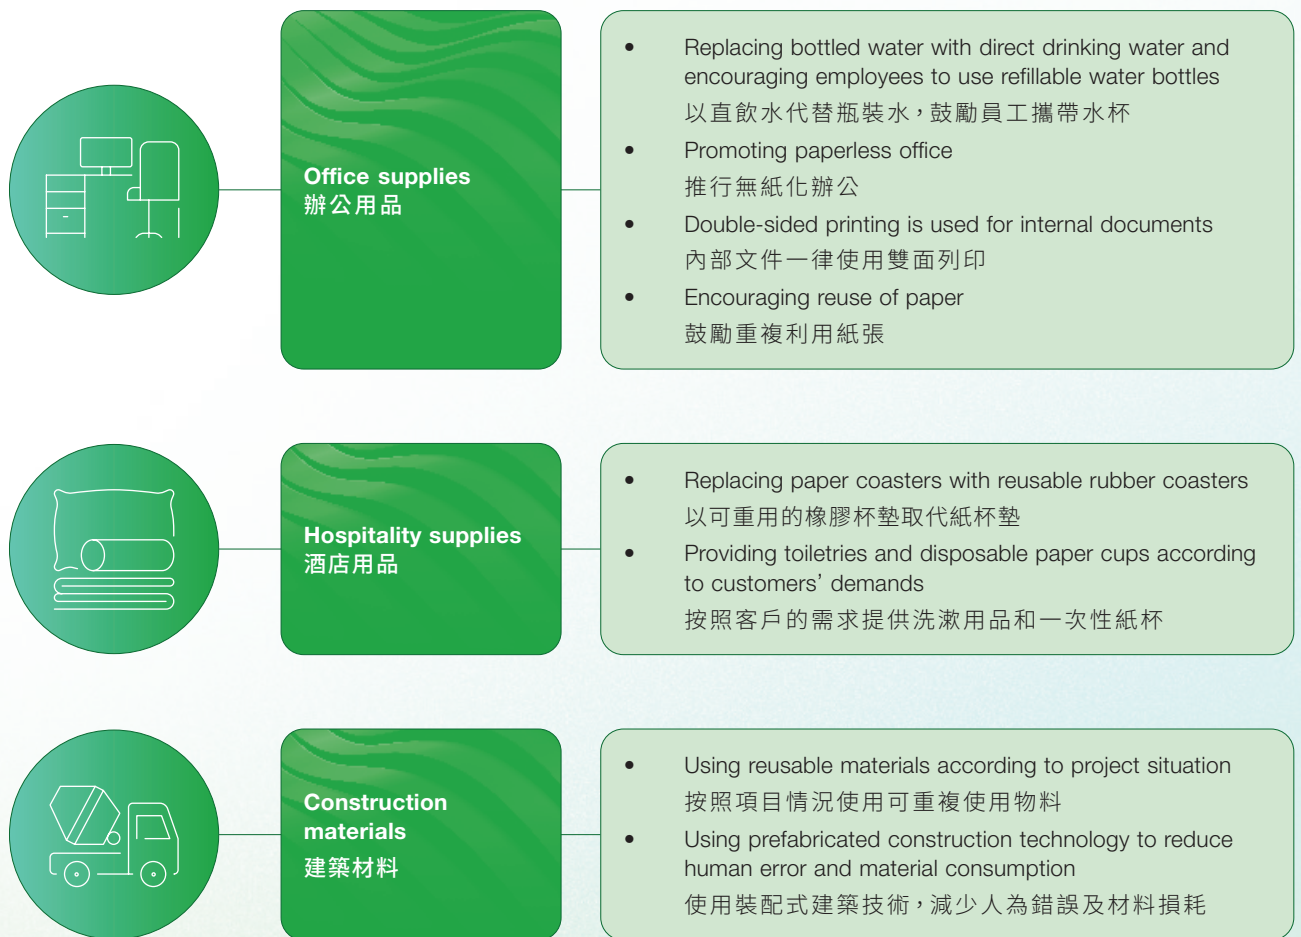 Office supplies
辦公用品
• Replacing bottled water with direct drinking water and
encouraging employees to use refillable water bottles
以直飲水代替瓶裝水，鼓勵員工攜帶水杯
• Promoting paperless office
推行無紙化辦公
• Double-sided printing is used for internal documents
內部文件一律使用雙面列印
• Encouraging reuse of paper
鼓勵重複利用紙張
Hospitality supplies
酒店用品
• Replacing paper coasters with reusable rubber coasters
以可重用的橡膠杯墊取代紙杯墊
• Providing toiletries and disposable paper cups according
to customers’ demands
按照客戶的需求提供洗漱用品和一次性紙杯
Construction
materials
建築材料
• Using reusable materials according to project situation
按照項目情況使用可重複使用物料
• Using prefabricated construction technology to reduce
human error and material consumption
使用裝配式建築技術，減少人為錯誤及材料損耗